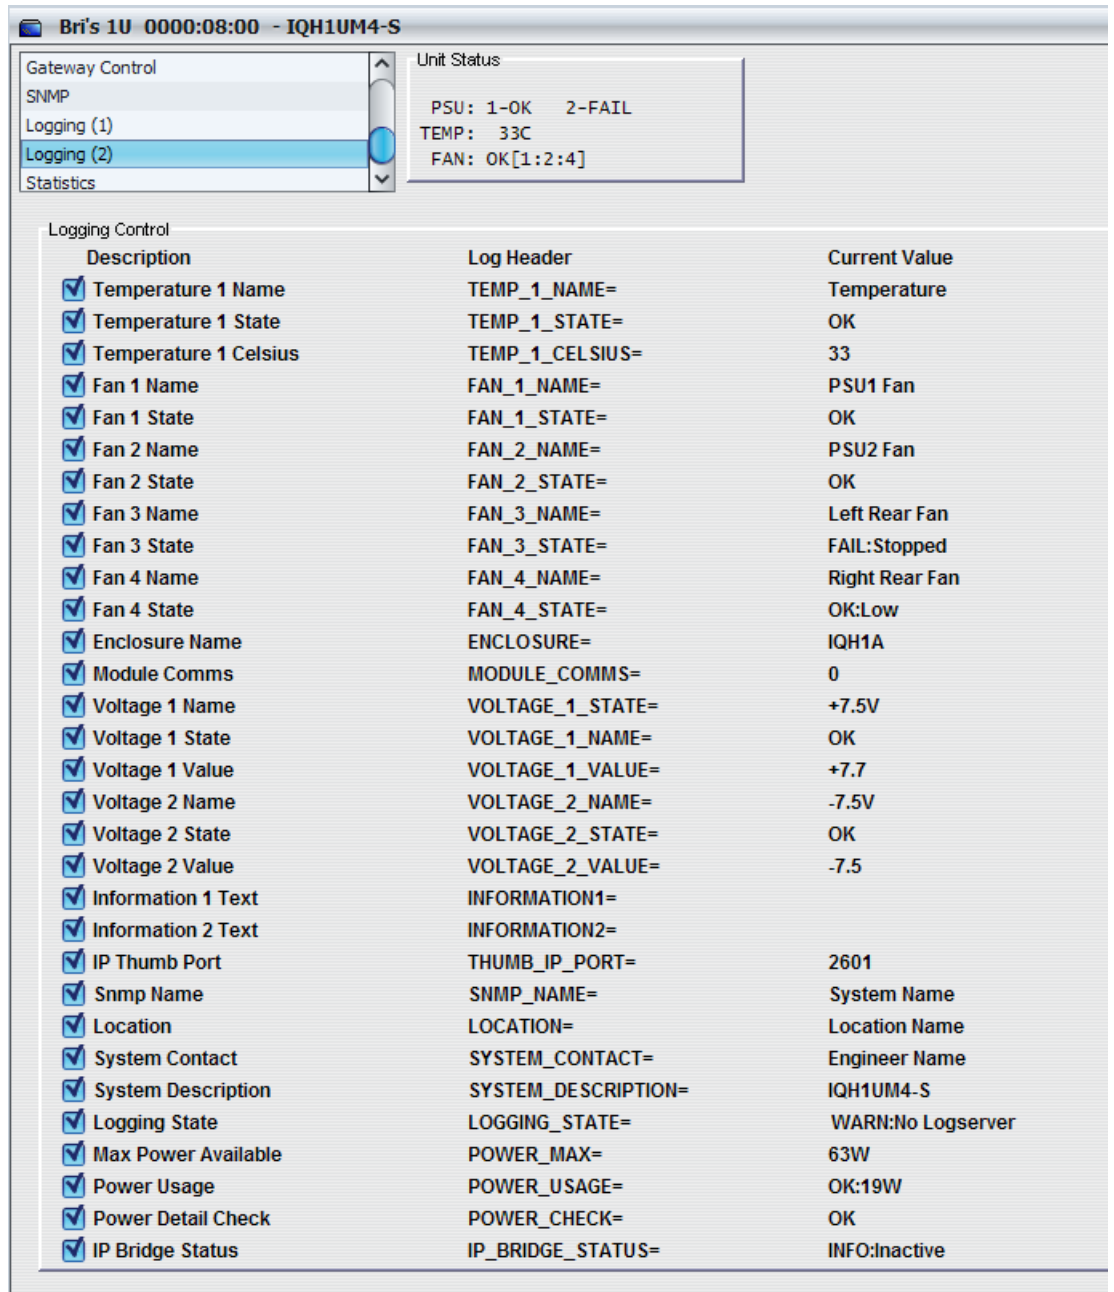 Bri's 1U 0000:08:00 - IQH1UM4-S
Gateway Control
SNMP
Logging (1)
Logging (2)
Statistics
Unit Status
PSU: 1-OK 2-FAIL
TEMP: 33C
FAN: OK[1:2:4]
Logging Control
Description Log Header Current Value
Temperature 1 Name TEMP_1_NAME= Temperature
Temperature 1 State TEMP_1_STATE= OK
Temperature 1 Celsius TEMP_1_CELSIUS= 33
Fan 1 Name FAN_1_NAME= PSU1 Fan
Fan 1 State FAN_1_STATE= OK
Fan 2 Name FAN_2_NAME= PSU2 Fan
Fan 2 State FAN_2_STATE= OK
Fan 3 Name FAN_3_NAME= Left Rear Fan
Fan 3 State FAN_3_STATE= FAIL:Stopped
Fan 4 Name FAN_4_NAME= Right Rear Fan
Fan 4 State FAN_4_STATE= OK:Low
Enclosure Name ENCLOSURE= IQH1A
Module Comms MODULE_COMMS= 0
Voltage 1 Name VOLTAGE_1_STATE= +7.5V
Voltage 1 State VOLTAGE_1_NAME= OK
Voltage 1 Value VOLTAGE_1_VALUE= +7.7
Voltage 2 Name VOLTAGE_2_NAME= -7.5V
Voltage 2 State VOLTAGE_2_STATE= OK
Voltage 2 Value VOLTAGE_2_VALUE= -7.5
Information 1 Text INFORMATION1=
Information 2 Text INFORMATION2=
IP Thumb Port THUMB_IP_PORT= 2601
Snmp Name SNMP_NAME= System Name
Location LOCATION= Location Name
System Contact SYSTEM_CONTACT= Engineer Name
System Description SYSTEM_DESCRIPTION= IQH1UM4-S
Logging State LOGGING_STATE= WARN:No Logserver
Max Power Available POWER_MAX= 63W
Power Usage POWER_USAGE= OK:19W
Power Detail Check POWER_CHECK= OK
IP Bridge Status IP_BRIDGE_STATUS= INFO:Inactive